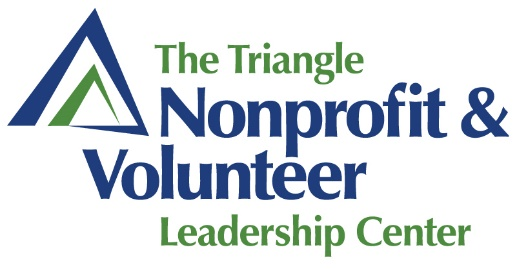 The Triangle
Nonprofit &
Volunteer
Leadership Center